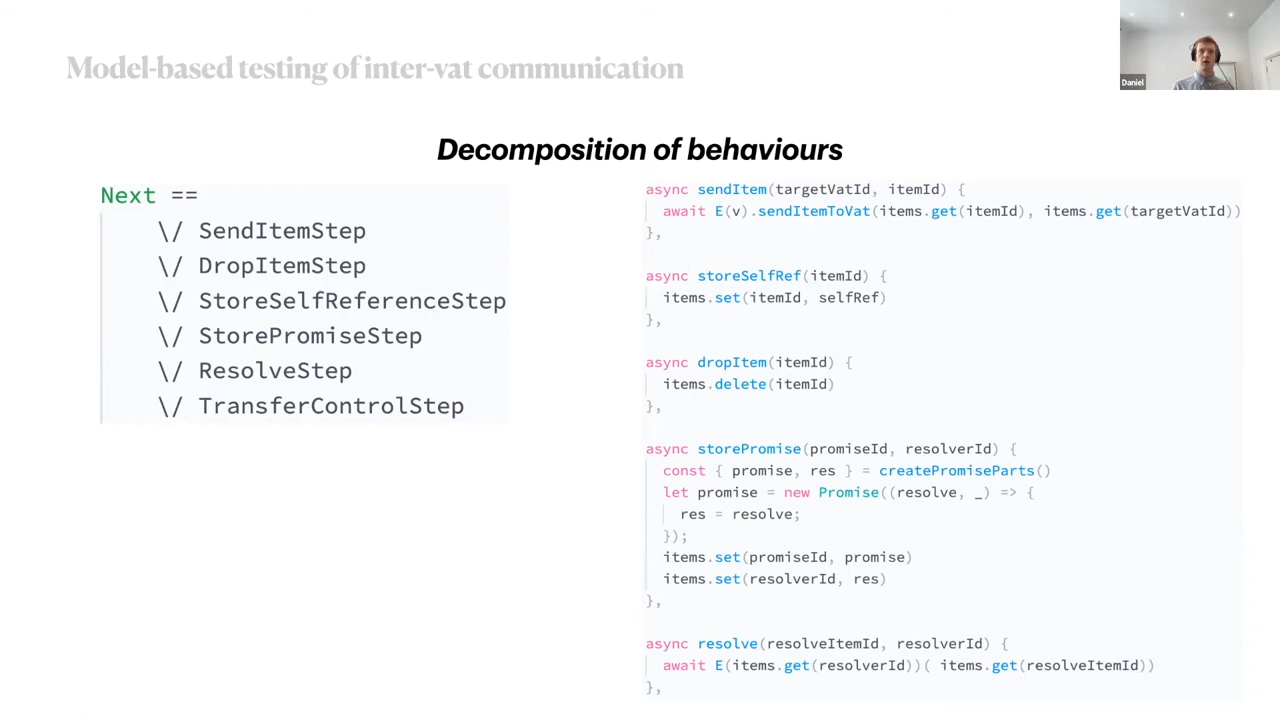 Model-based testing of inter-vat communication
Daniel
Decomposition of behaviours
Next ==
\/ SendItemStep
\/ DropItemStep
\/ StoreSelfReferenceStep
\/ StorePromiseStep
\/ ResolveStep
\/ TransferControlStep
async sendItem(targetVatId, itemId) {
await E(v).sendItemToVat(items.get(itemId), items.get(targetVatId))
},
async storeSelfRef(itemId) {
items.set(itemId, selfRef)
},
async dropItem(itemId) {
items.delete(itemId)
},
async storePromise(promiseId, resolverId) {
const { promise, res } = createPromiseParts()
let promise = new Promise((resolve, _) => {
res = resolve;
});
items.set(promiseId, promise)
items.set(resolverId, res)
},
async resolve(resolveItemId, resolverId) {
await E(items.get(resolverId))( items.get(resolveItemId))
},